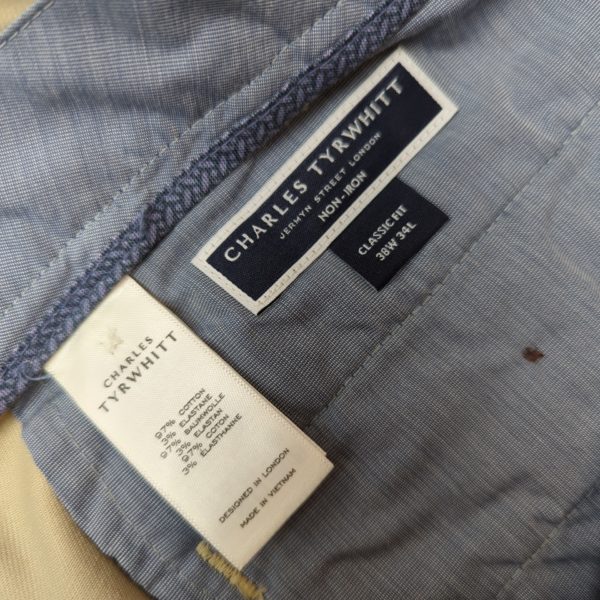 CHARLES TYRWHITT
JERMYN STREET LONDON
NON-IRON
CLASSIC FIT
38W 34L
CHARLES
TYRWHITT
97% COTTON
3% ELASTANE
97% BAUMWOLLE
3% ELASTAN
97% COTON
3% ELASTHANNE
DESIGNED IN LONDON
MADE IN VIETNAM